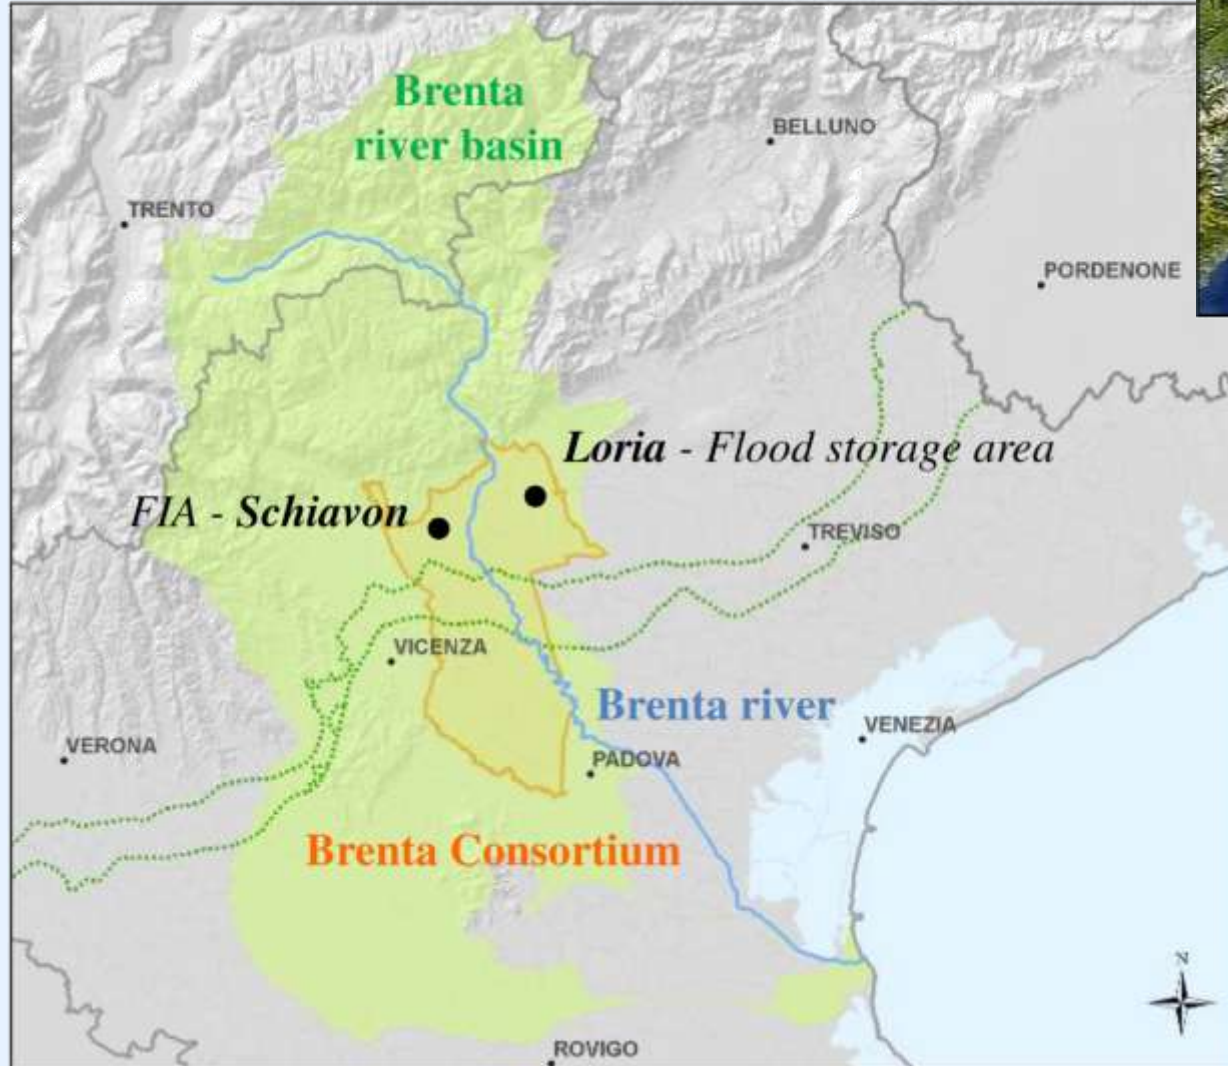 Brenta
river basin
BELLUNO
TRENTO
PORDENONE
Loria - Flood storage area
FIA - Schiavon
TREVISO
VICENZA
Brenta river
VENEZIA
VERONA
PADOVA
Brenta Consortium
N
ROVIGO